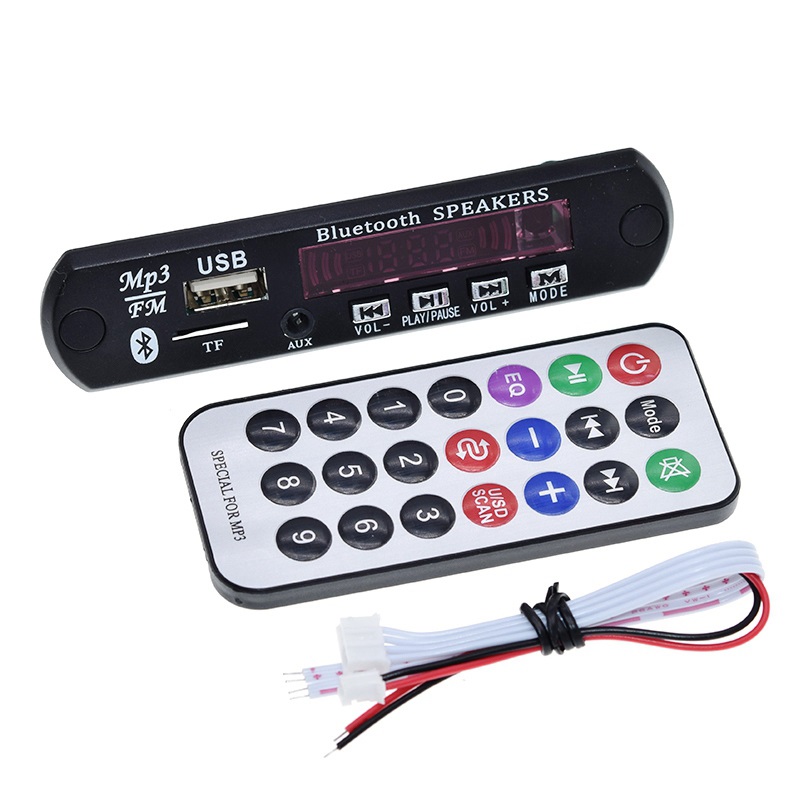 Bluetooth SPEAKERS
USB
Mp3
FM
TF
AUX
VOL-
PLAY/PAUSE
VOL+
MODE
EQ
Mode
0
1
4
7
2
5
8
U/SD
SCAN
3
6
9
SPECIAL FOR MP3